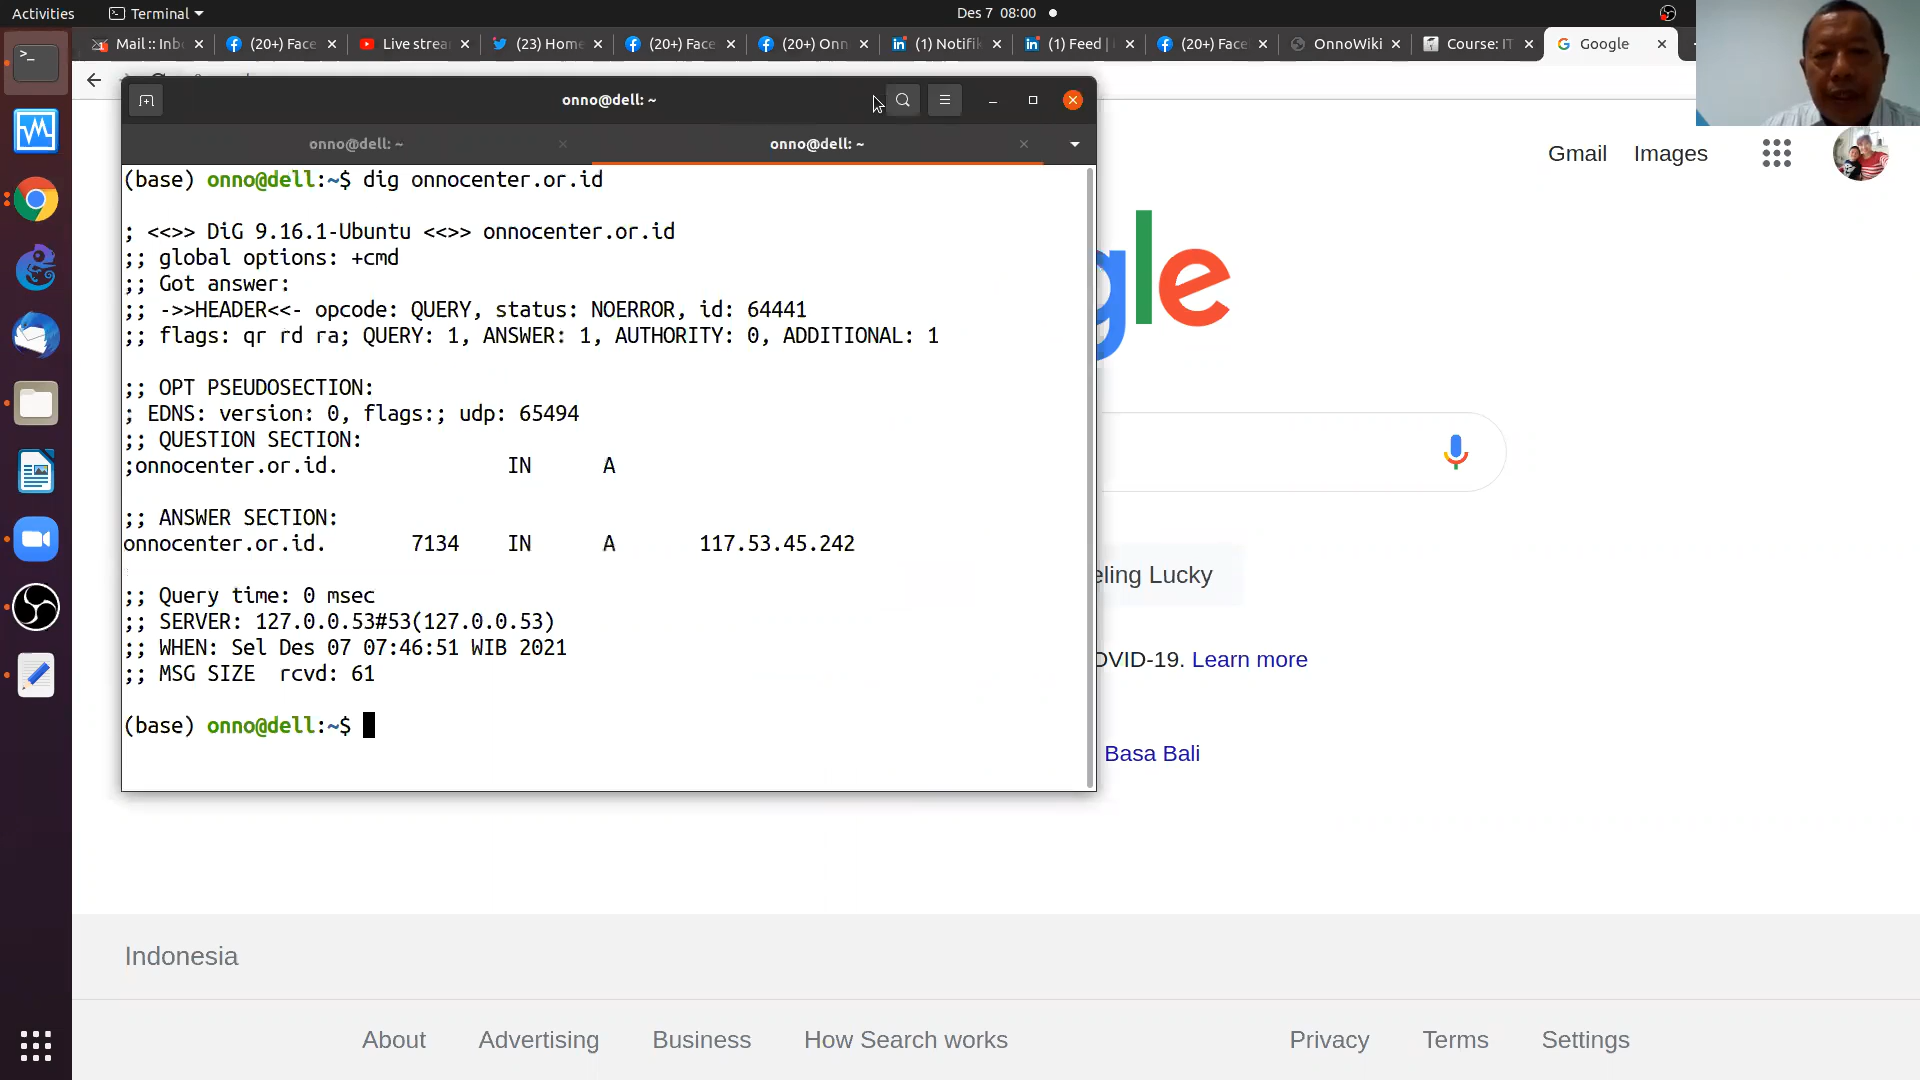 Activities
Terminal
Des 7 08:00
Mail :: Inb
(20+) Face
Live strea
(23) Home
(20+) Face
(20+) Onn
(1) Notifik
(1) Feed |
(20+) Face
OnnoWiki
Course: IT
Google
onno@dell: ~
onno@dell: ~
onno@dell: ~
Gmail
Images
(base) onno@dell:~$ dig onnocenter.or.id
; <<>> DiG 9.16.1-Ubuntu <<>> onnocenter.or.id
;; global options: +cmd
;; Got answer:
;; ->>HEADER<<- opcode: QUERY, status: NOERROR, id: 64441
;; flags: qr rd ra; QUERY: 1, ANSWER: 1, AUTHORITY: 0, ADDITIONAL: 1
;; OPT PSEUDOSECTION:
; EDNS: version: 0, flags:; udp: 65494
;; QUESTION SECTION:
;onnocenter.or.id. IN A
;; ANSWER SECTION:
onnocenter.or.id. 7134 IN A 117.53.45.242
;; Query time: 0 msec
;; SERVER: 127.0.0.53#53(127.0.0.53)
;; WHEN: Sel Des 07 07:46:51 WIB 2021
;; MSG SIZE rcvd: 61
(base) onno@dell:~$
gle
eling Lucky
OVID-19. Learn more
Basa Bali
Indonesia
About
Advertising
Business
How Search works
Privacy
Terms
Settings